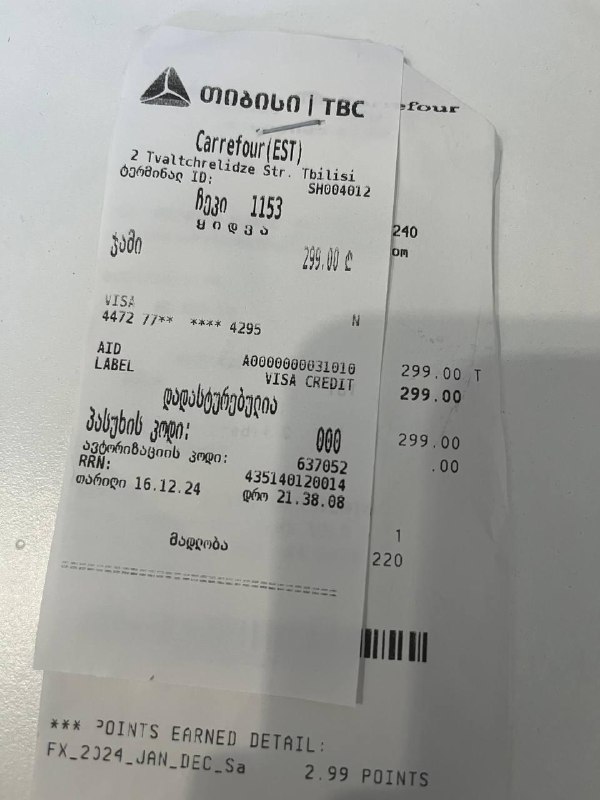 თიბისი | TBC
Carrefour(EST)
2 Tvaltchrelidze Str. Tbilisi
ტერმინალ ID: SH004012
ჩეკი 1153
ყიდვა
ჯამი 299.00 ₾
VISA N
4472 77** **** 4295
AID A0000000031010
LABEL VISA CREDIT
დადასტურებულია
პასუხის კოდი: 000
ავტორიზაციის კოდი: 637052
RRN: 435140120014
თარიღი 16.12.24 დრო 21.38.08
მადლობა
efour
240
299.00 T
299.00
299.00
.00
1
220
*** POINTS EARNED DETAIL:
FX_2024_JAN_DEC_Sa 2.99 POINTS